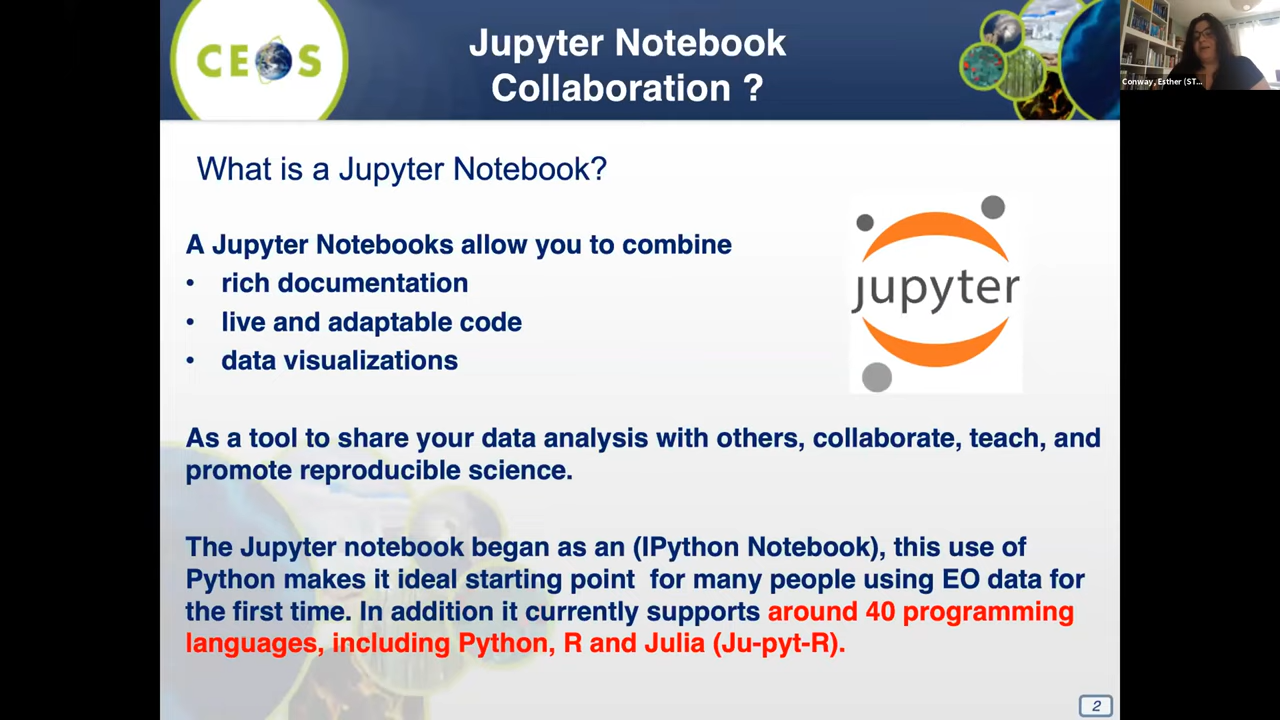 CEOS
Jupyter Notebook
Collaboration ?
Conway, Esther (ST...
What is a Jupyter Notebook?
A Jupyter Notebooks allow you to combine
• rich documentation
• live and adaptable code
• data visualizations
jupyter
As a tool to share your data analysis with others, collaborate, teach, and
promote reproducible science.
The Jupyter notebook began as an (IPython Notebook), this use of
Python makes it ideal starting point for many people using EO data for
the first time. In addition it currently supports around 40 programming
languages, including Python, R and Julia (Ju-pyt-R).
2